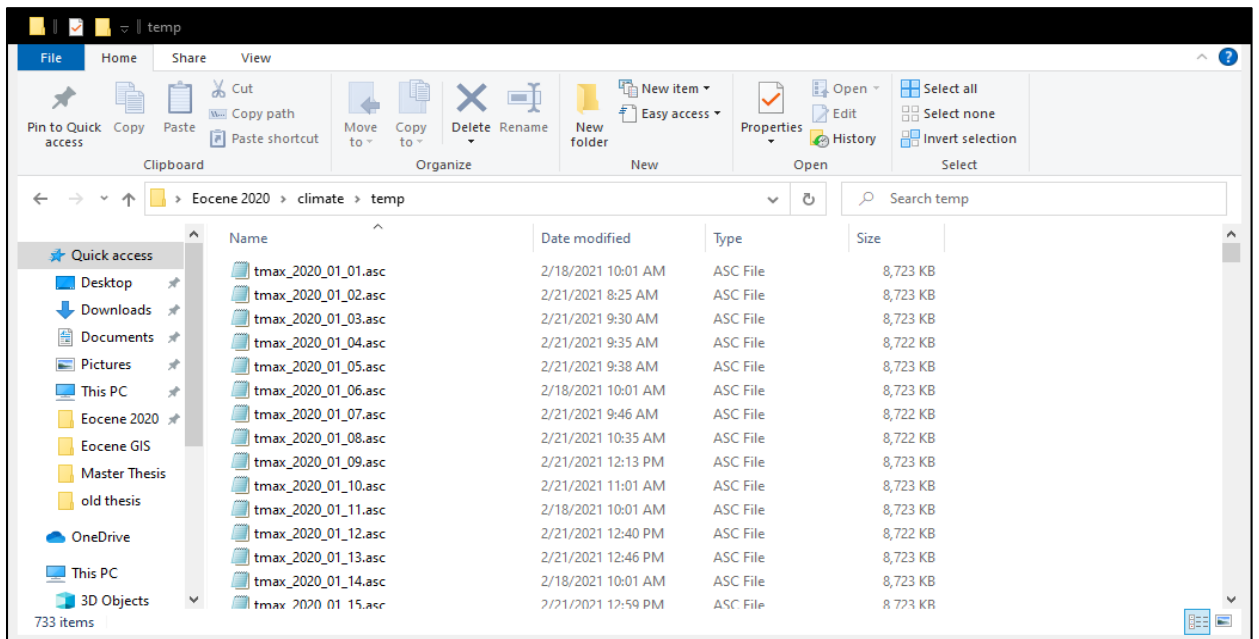 temp
File Home Share View
Pin to Quick access
Copy
Paste
Cut
Copy path
Paste shortcut
Clipboard
Move to
Copy to
Delete
Rename
Organize
New folder
New item
Easy access
New
Properties
Open
Edit
History
Open
Select all
Select none
Invert selection
Select
Eocene 2020 > climate > temp
Search temp
Quick access
Desktop
Downloads
Documents
Pictures
This PC
Eocene 2020
Eocene GIS
Master Thesis
old thesis
OneDrive
This PC
3D Objects
Name Date modified Type Size
tmax_2020_01_01.asc 2/18/2021 10:01 AM ASC File 8,723 KB
tmax_2020_01_02.asc 2/21/2021 8:25 AM ASC File 8,723 KB
tmax_2020_01_03.asc 2/21/2021 9:30 AM ASC File 8,723 KB
tmax_2020_01_04.asc 2/21/2021 9:35 AM ASC File 8,722 KB
tmax_2020_01_05.asc 2/21/2021 9:38 AM ASC File 8,723 KB
tmax_2020_01_06.asc 2/18/2021 10:01 AM ASC File 8,723 KB
tmax_2020_01_07.asc 2/21/2021 9:46 AM ASC File 8,722 KB
tmax_2020_01_08.asc 2/21/2021 10:35 AM ASC File 8,722 KB
tmax_2020_01_09.asc 2/21/2021 12:13 PM ASC File 8,723 KB
tmax_2020_01_10.asc 2/21/2021 11:01 AM ASC File 8,723 KB
tmax_2020_01_11.asc 2/18/2021 10:01 AM ASC File 8,723 KB
tmax_2020_01_12.asc 2/21/2021 12:40 PM ASC File 8,722 KB
tmax_2020_01_13.asc 2/21/2021 12:46 PM ASC File 8,723 KB
tmax_2020_01_14.asc 2/18/2021 10:01 AM ASC File 8,723 KB
tmax_2020_01_15.asc 2/21/2021 12:59 PM ASC File 8,723 KB
733 items